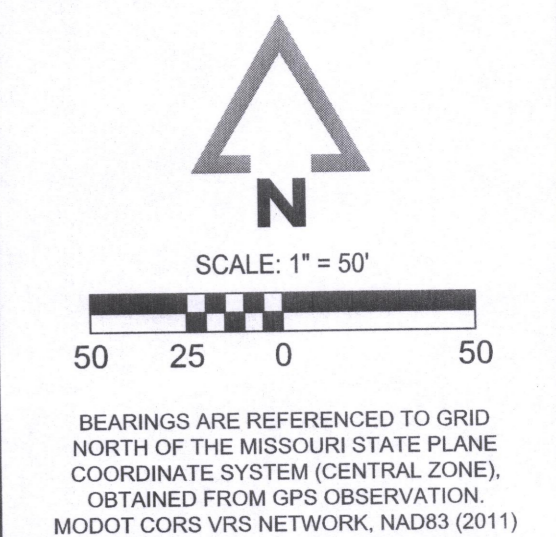 N
SCALE: 1" = 50'
50 25 0 50
BEARINGS ARE REFERENCED TO GRID
NORTH OF THE MISSOURI STATE PLANE
COORDINATE SYSTEM (CENTRAL ZONE),
OBTAINED FROM GPS OBSERVATION.
MODOT CORS VRS NETWORK, NAD83 (2011)